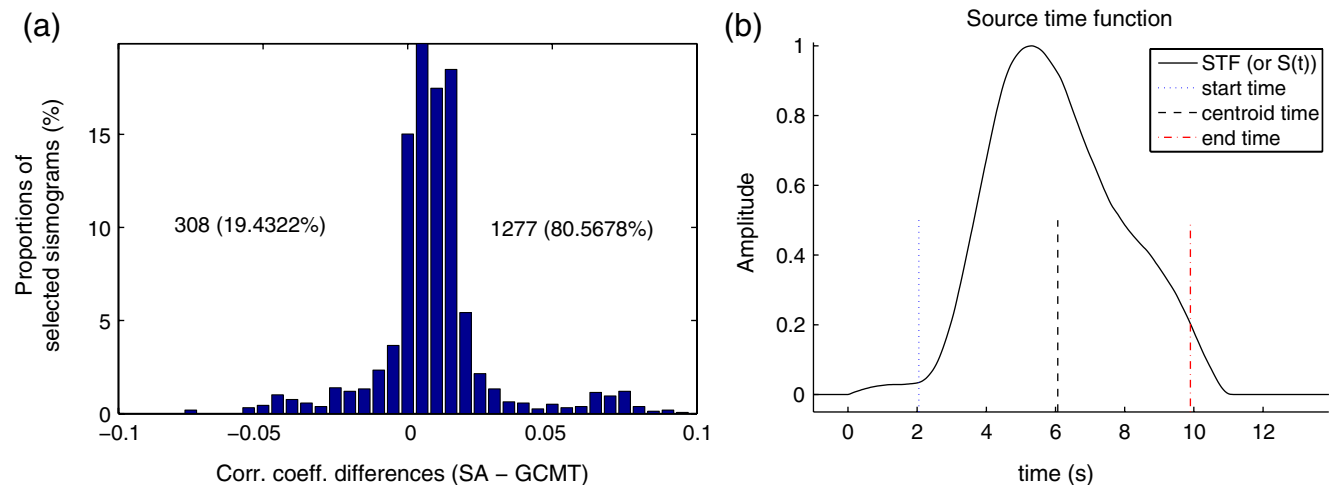 (a)
Proportions of
selected sismograms (%)
15
10
5
0
308 (19.4322%)
1277 (80.5678%)
−0.1
−0.05
0
0.05
0.1
Corr. coeff. differences (SA − GCMT)
(b)
Source time function
Amplitude
1
0.8
0.6
0.4
0.2
0
STF (or S(t))
start time
centroid time
end time
0
2
4
6
8
10
12
time (s)